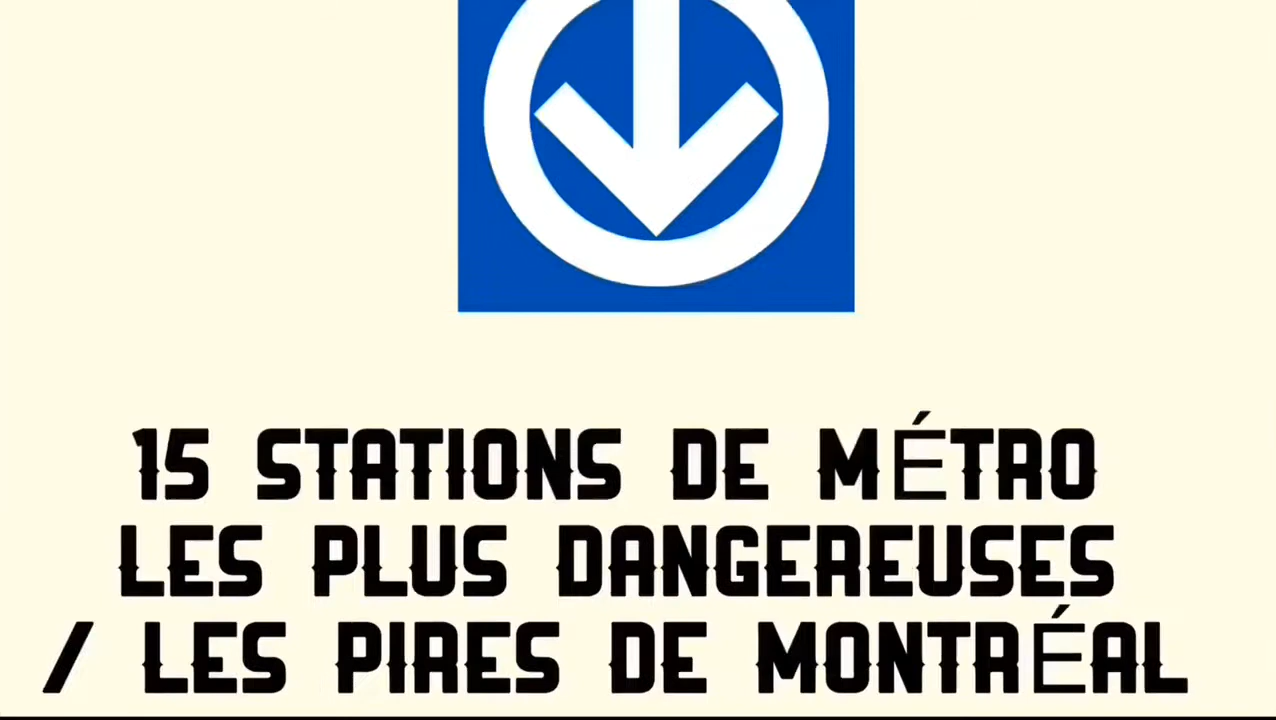 15 STATIONS DE MÉTRO
LES PLUS DANGEREUSES
/ LES PIRES DE MONTRÉAL